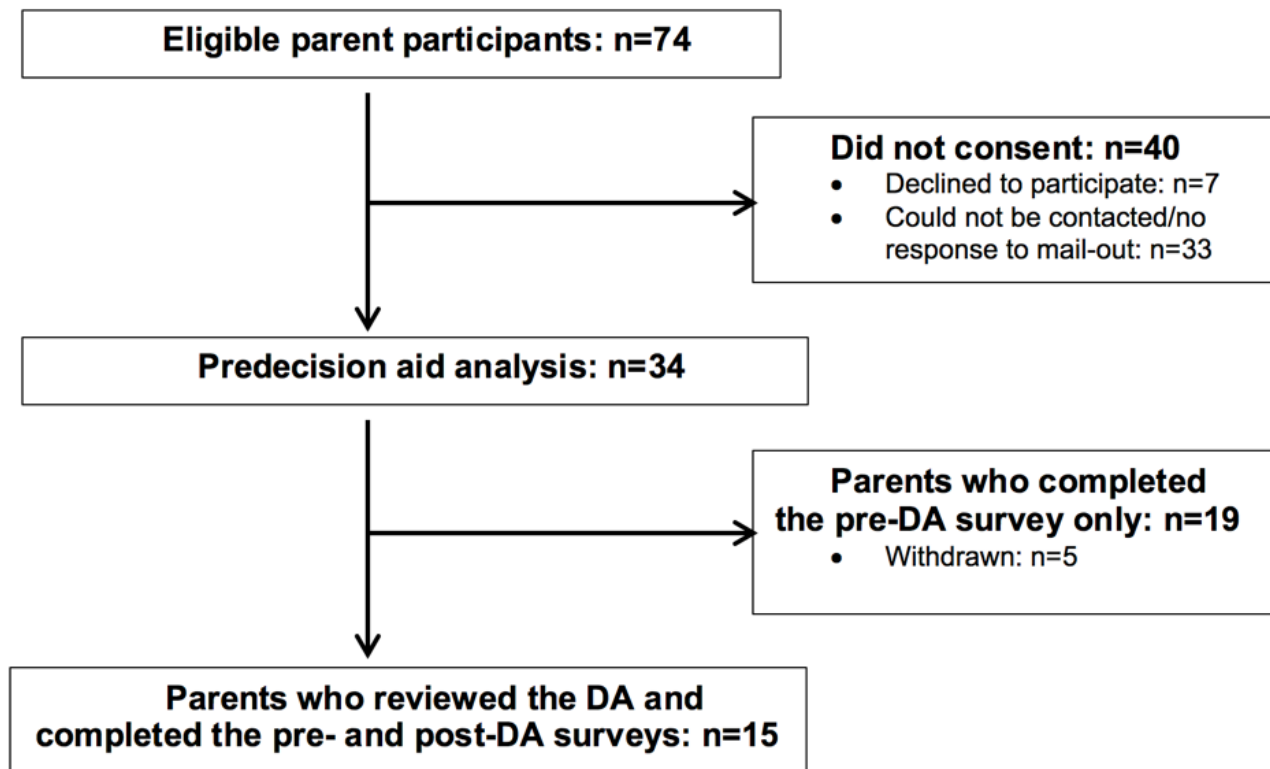 Eligible parent participants: n=74
Did not consent: n=40
• Declined to participate: n=7
• Could not be contacted/no
response to mail-out: n=33
Predecision aid analysis: n=34
Parents who completed
the pre-DA survey only: n=19
• Withdrawn: n=5
Parents who reviewed the DA and
completed the pre- and post-DA surveys: n=15